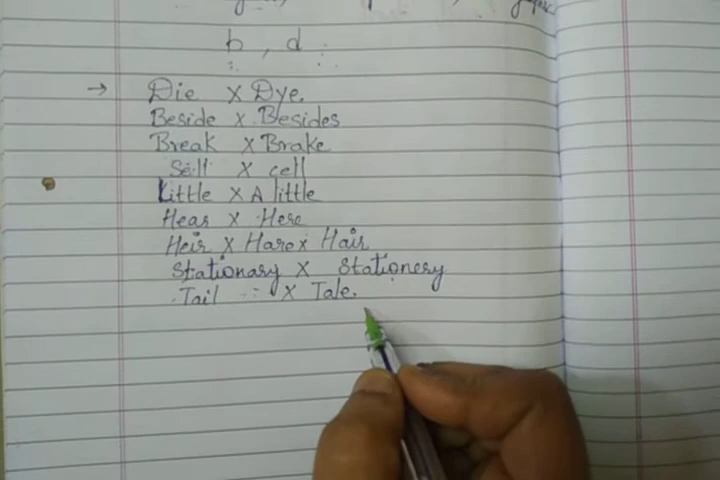 b , d
→ Die X Dye.
Beside X Besides
Break X Brake
Sell X cell
Little X A little
Hear X Here
Heir X Hare X Hair
Stationary X Stationery
Tail X Tale.